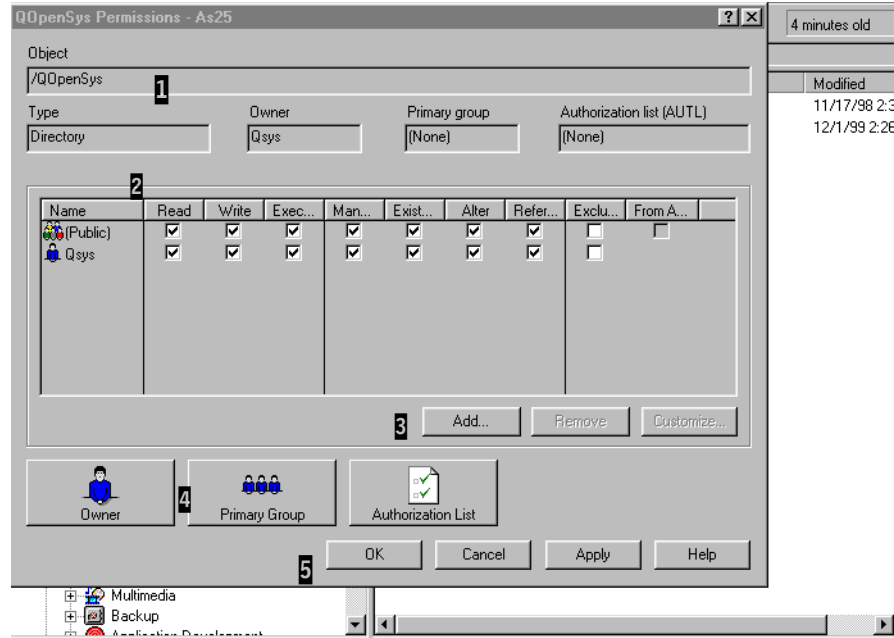 QOpenSys Permissions - As25
4 minutes old
Object
/QOpenSys
1
Modified
11/17/98 2:3
12/1/99 2:26
Type
Owner
Primary group
Authorization list (AUTL)
Directory
Qsys
(None)
(None)
2
Name Read Write Exec... Man... Exist... Alter Refer... Exclu... From A...
(Public)
Qsys
3
Add...
Remove
Customize...
4
Owner
Primary Group
Authorization List
5
OK
Cancel
Apply
Help
Multimedia
Backup
Application Development